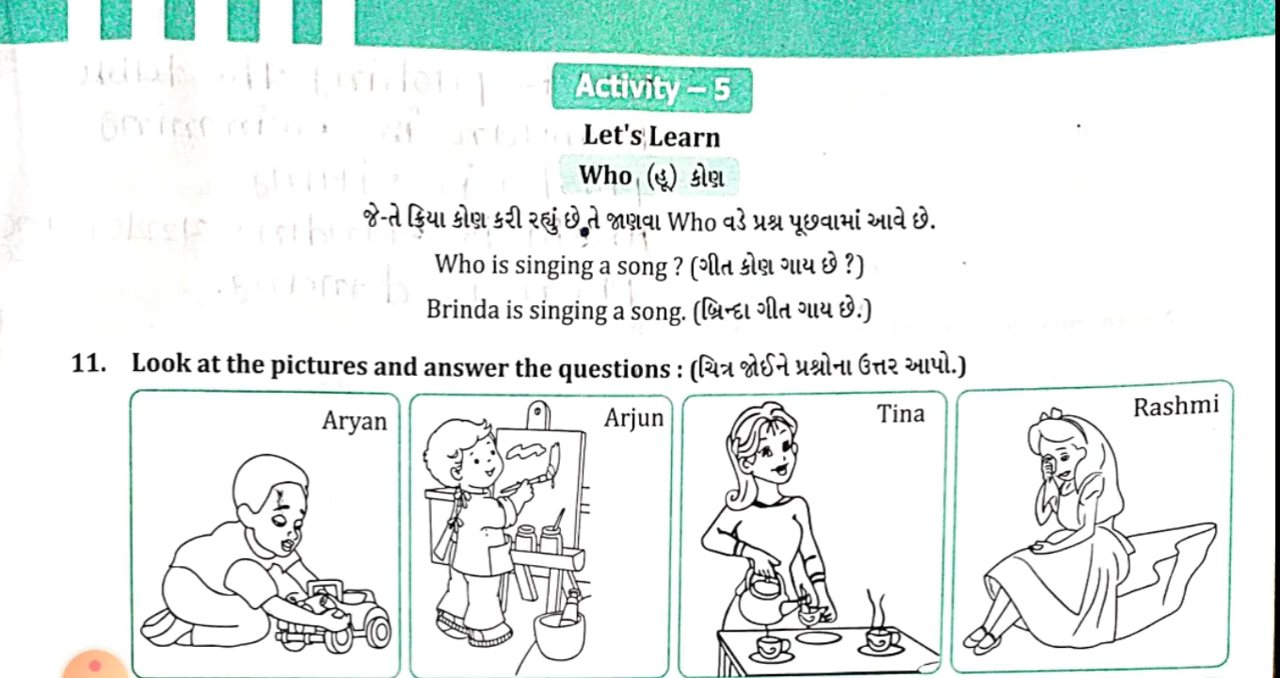 Activity – 5
Let's Learn
Who (હૂ) કોણ
જે-તે ક્રિયા કોણ કરી રહ્યું છે તે જાણવા Who વડે પ્રશ્ન પૂછવામાં આવે છે.
Who is singing a song ? (ગીત કોણ ગાય છે ?)
Brinda is singing a song. (બ્રિન્દા ગીત ગાય છે.)
11. Look at the pictures and answer the questions : (ચિત્ર જોઈને પ્રશ્નોના ઉત્તર આપો.)
Aryan Arjun Tina Rashmi